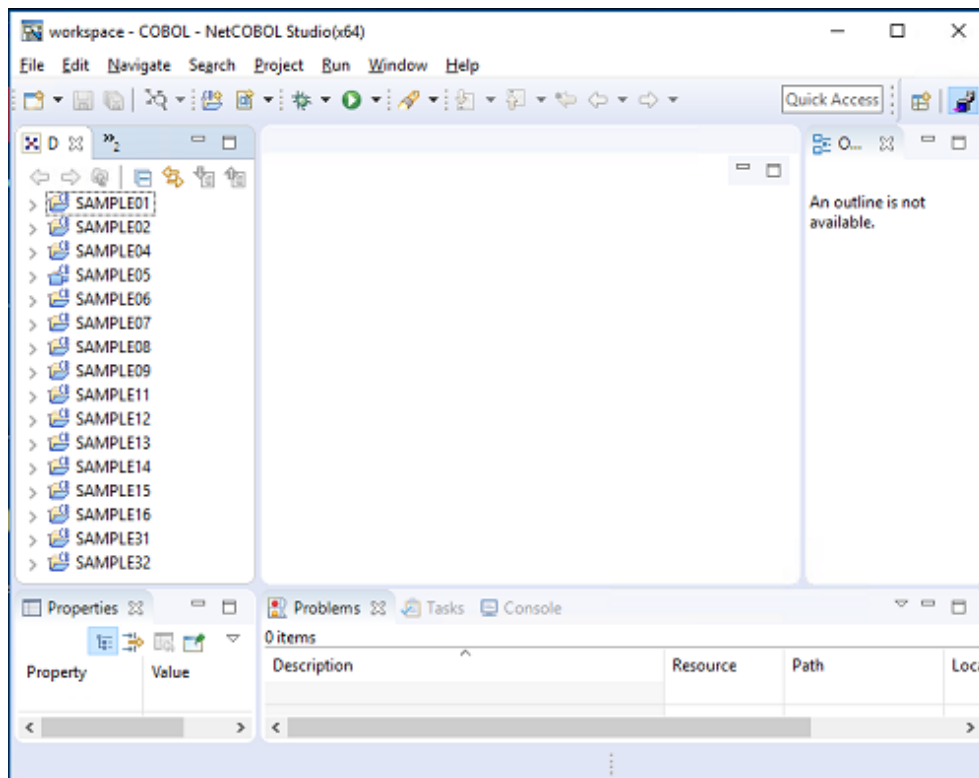 workspace - COBOL - NetCOBOL Studio(x64)
File Edit Navigate Search Project Run Window Help
Quick Access
D
»2
O...
SAMPLE01
SAMPLE02
SAMPLE04
SAMPLE05
SAMPLE06
SAMPLE07
SAMPLE08
SAMPLE09
SAMPLE11
SAMPLE12
SAMPLE13
SAMPLE14
SAMPLE15
SAMPLE16
SAMPLE31
SAMPLE32
An outline is not
available.
Properties
Property Value
Problems Tasks Console
0 items
Description Resource Path Loca